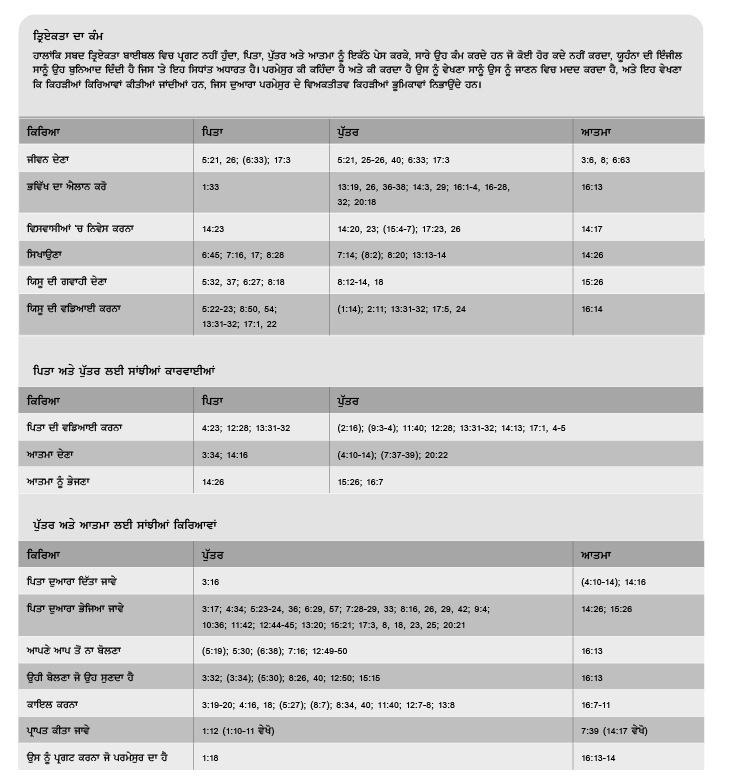 ਤ੍ਰਿਏਕਤਾ ਦਾ ਕੰਮ
ਹਾਲਾਂਕਿ ਸਬਦ ਤ੍ਰਿਏਕਤਾ ਬਾਈਬਲ ਵਿਚ ਪ੍ਰਗਟ ਨਹੀਂ ਹੁੰਦਾ, ਪਿਤਾ, ਪੁੱਤਰ ਅਤੇ ਆਤਮਾ ਨੂੰ ਇਕੱਠੇ ਪੇਸ ਕਰਕੇ, ਸਾਰੇ ਉਹ ਕੰਮ ਕਰਦੇ ਹਨ ਜੋ ਕੋਈ ਹੋਰ ਕਦੇ ਨਹੀਂ ਕਰਦਾ, ਯੂਹੰਨਾ ਦੀ ਇੰਜੀਲ
ਸਾਨੂੰ ਉਹ ਬੁਨਿਆਦ ਦਿੰਦੀ ਹੈ ਜਿਸ 'ਤੇ ਇਹ ਸਿਧਾਂਤ ਅਧਾਰਤ ਹੈ। ਪਰਮੇਸੁਰ ਕੀ ਕਹਿੰਦਾ ਹੈ ਅਤੇ ਕੀ ਕਰਦਾ ਹੈ ਉਸ ਨੂੰ ਵੇਖਣਾ ਸਾਨੂੰ ਉਸ ਨੂੰ ਜਾਣਨ ਵਿਚ ਮਦਦ ਕਰਦਾ ਹੈ, ਅਤੇ ਇਹ ਵੇਖਣਾ
ਕਿ ਕਿਹੜੀਆਂ ਕਿਰਿਆਵਾਂ ਕੀਤੀਆਂ ਜਾਂਦੀਆਂ ਹਨ, ਜਿਸ ਦੁਆਰਾ ਪਰਮੇਸੁਰ ਦੇ ਵਿਅਕਤੀਤਵ ਕਿਹੜੀਆਂ ਭੂਮਿਕਾਵਾਂ ਨਿਭਾਉਂਦੇ ਹਨ।
ਕਿਰਿਆ ਪਿਤਾ ਪੁੱਤਰ ਆਤਮਾ
ਜੀਵਨ ਦੇਣਾ 5:21, 26; (6:33); 17:3 5:21, 25-26, 40; 6:33; 17:3 3:6, 8; 6:63
ਭਵਿੱਖ ਦਾ ਐਲਾਨ ਕਰੋ 1:33 13:19, 26, 36-38; 14:3, 29; 16:1-4, 16-28,
32; 20:18 16:13
ਵਿਸਵਾਸੀਆਂ 'ਚ ਨਿਵੇਸ ਕਰਨਾ 14:23 14:20, 23; (15:4-7); 17:23, 26 14:17
ਸਿਖਾਉਣਾ 6:45; 7:16, 17; 8:28 7:14; (8:2); 8:20; 13:13-14 14:26
ਯਿਸੂ ਦੀ ਗਵਾਹੀ ਦੇਣਾ 5:32, 37; 6:27; 8:18 8:12-14, 18 15:26
ਯਿਸੂ ਦੀ ਵਡਿਆਈ ਕਰਨਾ 5:22-23; 8:50, 54;
13:31-32; 17:1, 22 (1:14); 2:11; 13:31-32; 17:5, 24 16:14
ਪਿਤਾ ਅਤੇ ਪੁੱਤਰ ਲਈ ਸਾਂਝੀਆਂ ਕਾਰਵਾਈਆਂ
ਕਿਰਿਆ ਪਿਤਾ ਪੁੱਤਰ
ਪਿਤਾ ਦੀ ਵਡਿਆਈ ਕਰਨਾ 4:23; 12:28; 13:31-32 (2:16); (9:3-4); 11:40; 12:28; 13:31-32; 14:13; 17:1, 4-5
ਆਤਮਾ ਦੇਣਾ 3:34; 14:16 (4:10-14); (7:37-39); 20:22
ਆਤਮਾ ਨੂੰ ਭੇਜਣਾ 14:26 15:26; 16:7
ਪੁੱਤਰ ਅਤੇ ਆਤਮਾ ਲਈ ਸਾਂਝੀਆਂ ਕਿਰਿਆਵਾਂ
ਕਿਰਿਆ ਪੁੱਤਰ ਆਤਮਾ
ਪਿਤਾ ਦੁਆਰਾ ਦਿੱਤਾ ਜਾਵੇ 3:16 (4:10-14); 14:16
ਪਿਤਾ ਦੁਆਰਾ ਭੇਜਿਆ ਜਾਵੇ 3:17; 4:34; 5:23-24, 36; 6:29, 57; 7:28-29, 33; 8:16, 26, 29, 42; 9:4;
10:36; 11:42; 12:44-45; 13:20; 15:21; 17:3, 8, 18, 23, 25; 20:21 14:26; 15:26
ਆਪਣੇ ਆਪ ਤੋਂ ਨਾ ਬੋਲਣਾ (5:19); 5:30; (6:38); 7:16; 12:49-50 16:13
ਉਹੀ ਬੋਲਣਾ ਜੋ ਉਹ ਸੁਣਦਾ ਹੈ 3:32; (3:34); (5:30); 8:26, 40; 12:50; 15:15 16:13
ਕਾਇਲ ਕਰਨਾ 3:19-20; 4:16, 18; (5:27); (8:7); 8:34, 40; 11:40; 12:7-8; 13:8 16:7-11
ਪ੍ਰਾਪਤ ਕੀਤਾ ਜਾਵੇ 1:12 (1:10-11 ਵੇਖੋ) 7:39 (14:17 ਵੇਖੋ)
ਉਸ ਨੂੰ ਪ੍ਰਗਟ ਕਰਨਾ ਜੋ ਪਰਮੇਸੁਰ ਦਾ ਹੈ 1:18 16:13-14